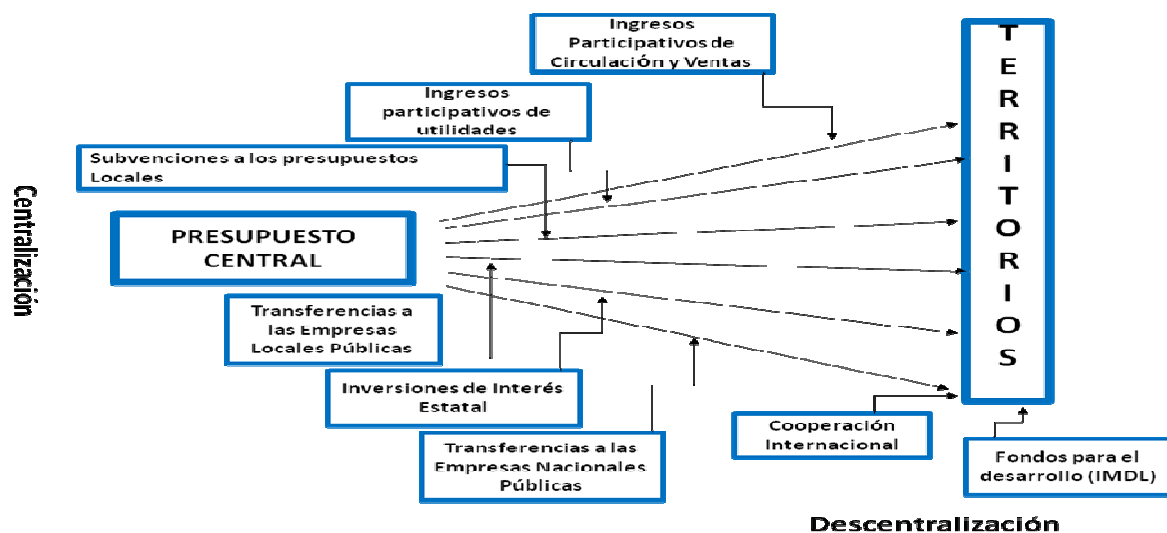 Ingresos
Participativos de
Circulación y Ventas
Ingresos
participativos de
utilidades
Subvenciones a los presupuestos
Locales
Centralización
PRESUPUESTO
CENTRAL
TERRITORIOS
Transferencias a
las Empresas
Locales Públicas
Inversiones de Interés
Estatal
Transferencias a las
Empresas Nacionales
Públicas
Cooperación
Internacional
Fondos para el
desarrollo (IMDL)
Descentralización